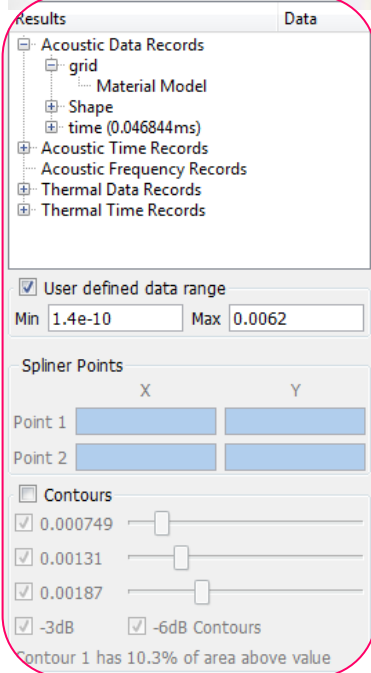 Results Data
Acoustic Data Records
grid
Material Model
Shape
time (0.046844ms)
Acoustic Time Records
Acoustic Frequency Records
Thermal Data Records
Thermal Time Records
User defined data range
Min 1.4e-10 Max 0.0062
Spliner Points
X Y
Point 1
Point 2
Contours
0.000749
0.00131
0.00187
-3dB -6dB Contours
Contour 1 has 10.3% of area above value